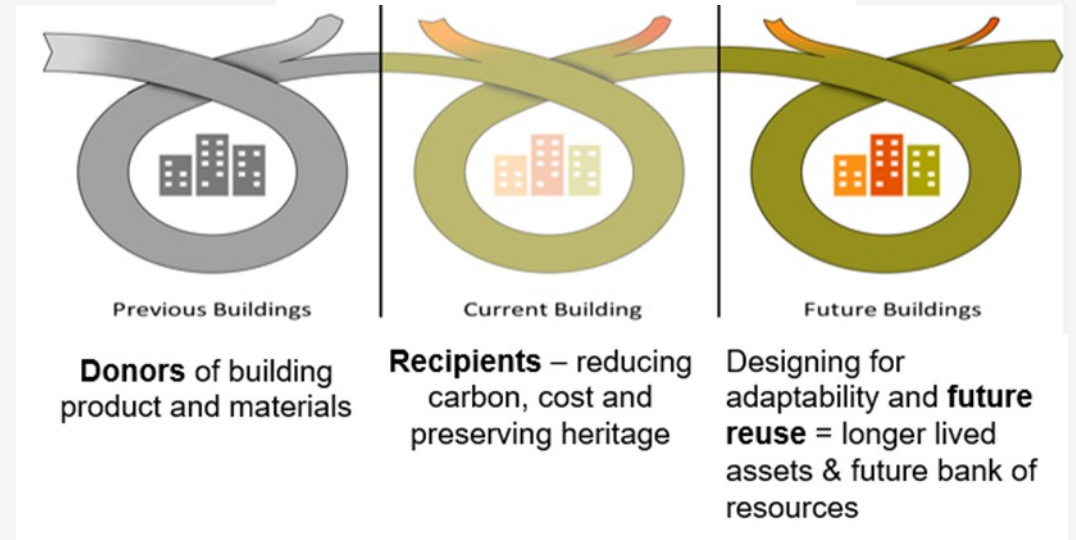 Previous Buildings
Current Building
Future Buildings
Donors of building
product and materials
Recipients – reducing
carbon, cost and
preserving heritage
Designing for
adaptability and future
reuse = longer lived
assets & future bank of
resources